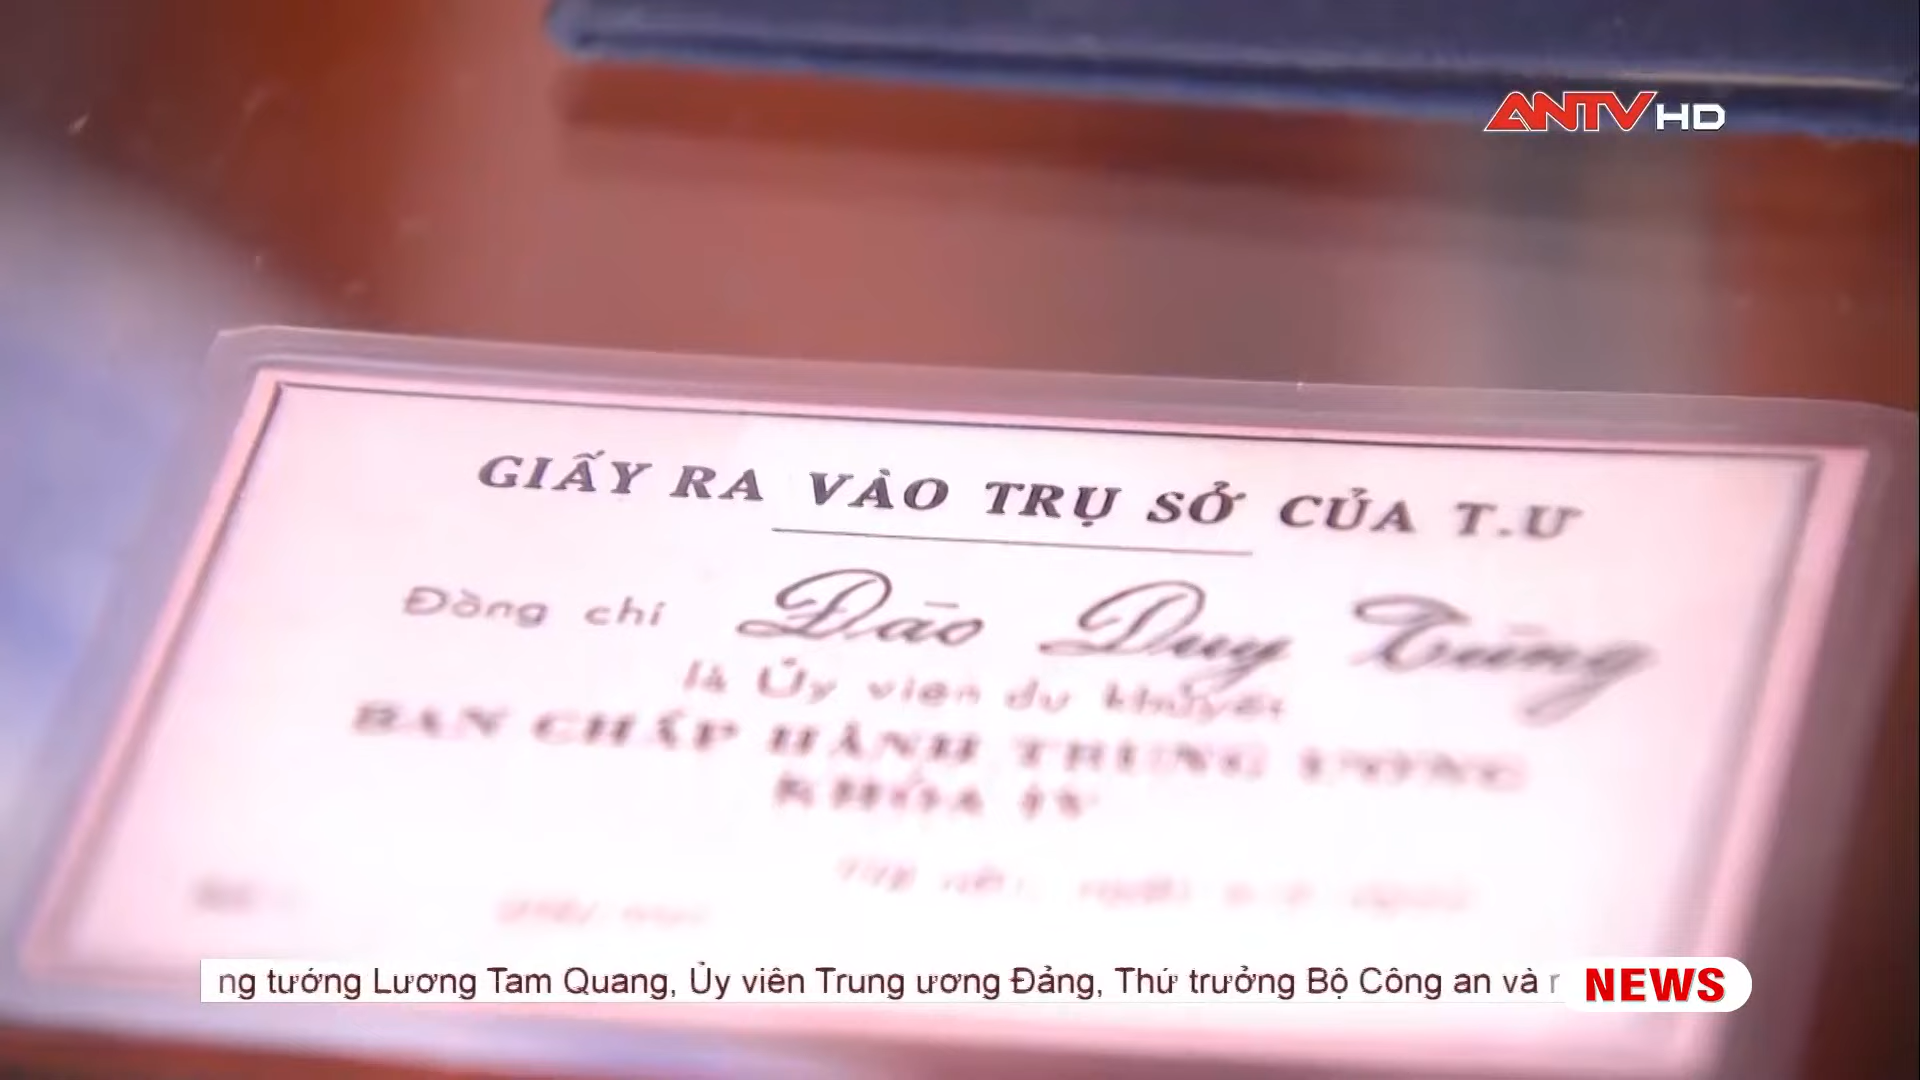 ANTV HD
GIẤY RA VÀO TRỤ SỞ CỦA T.Ư
Đồng chí Đào Duy Tùng
là Ủy viên dự khuyết
BAN CHẤP HÀNH TRUNG ƯƠNG
KHÓA IV
ng tướng Lương Tam Quang, Ủy viên Trung ương Đảng, Thứ trưởng Bộ Công an và
NEWS